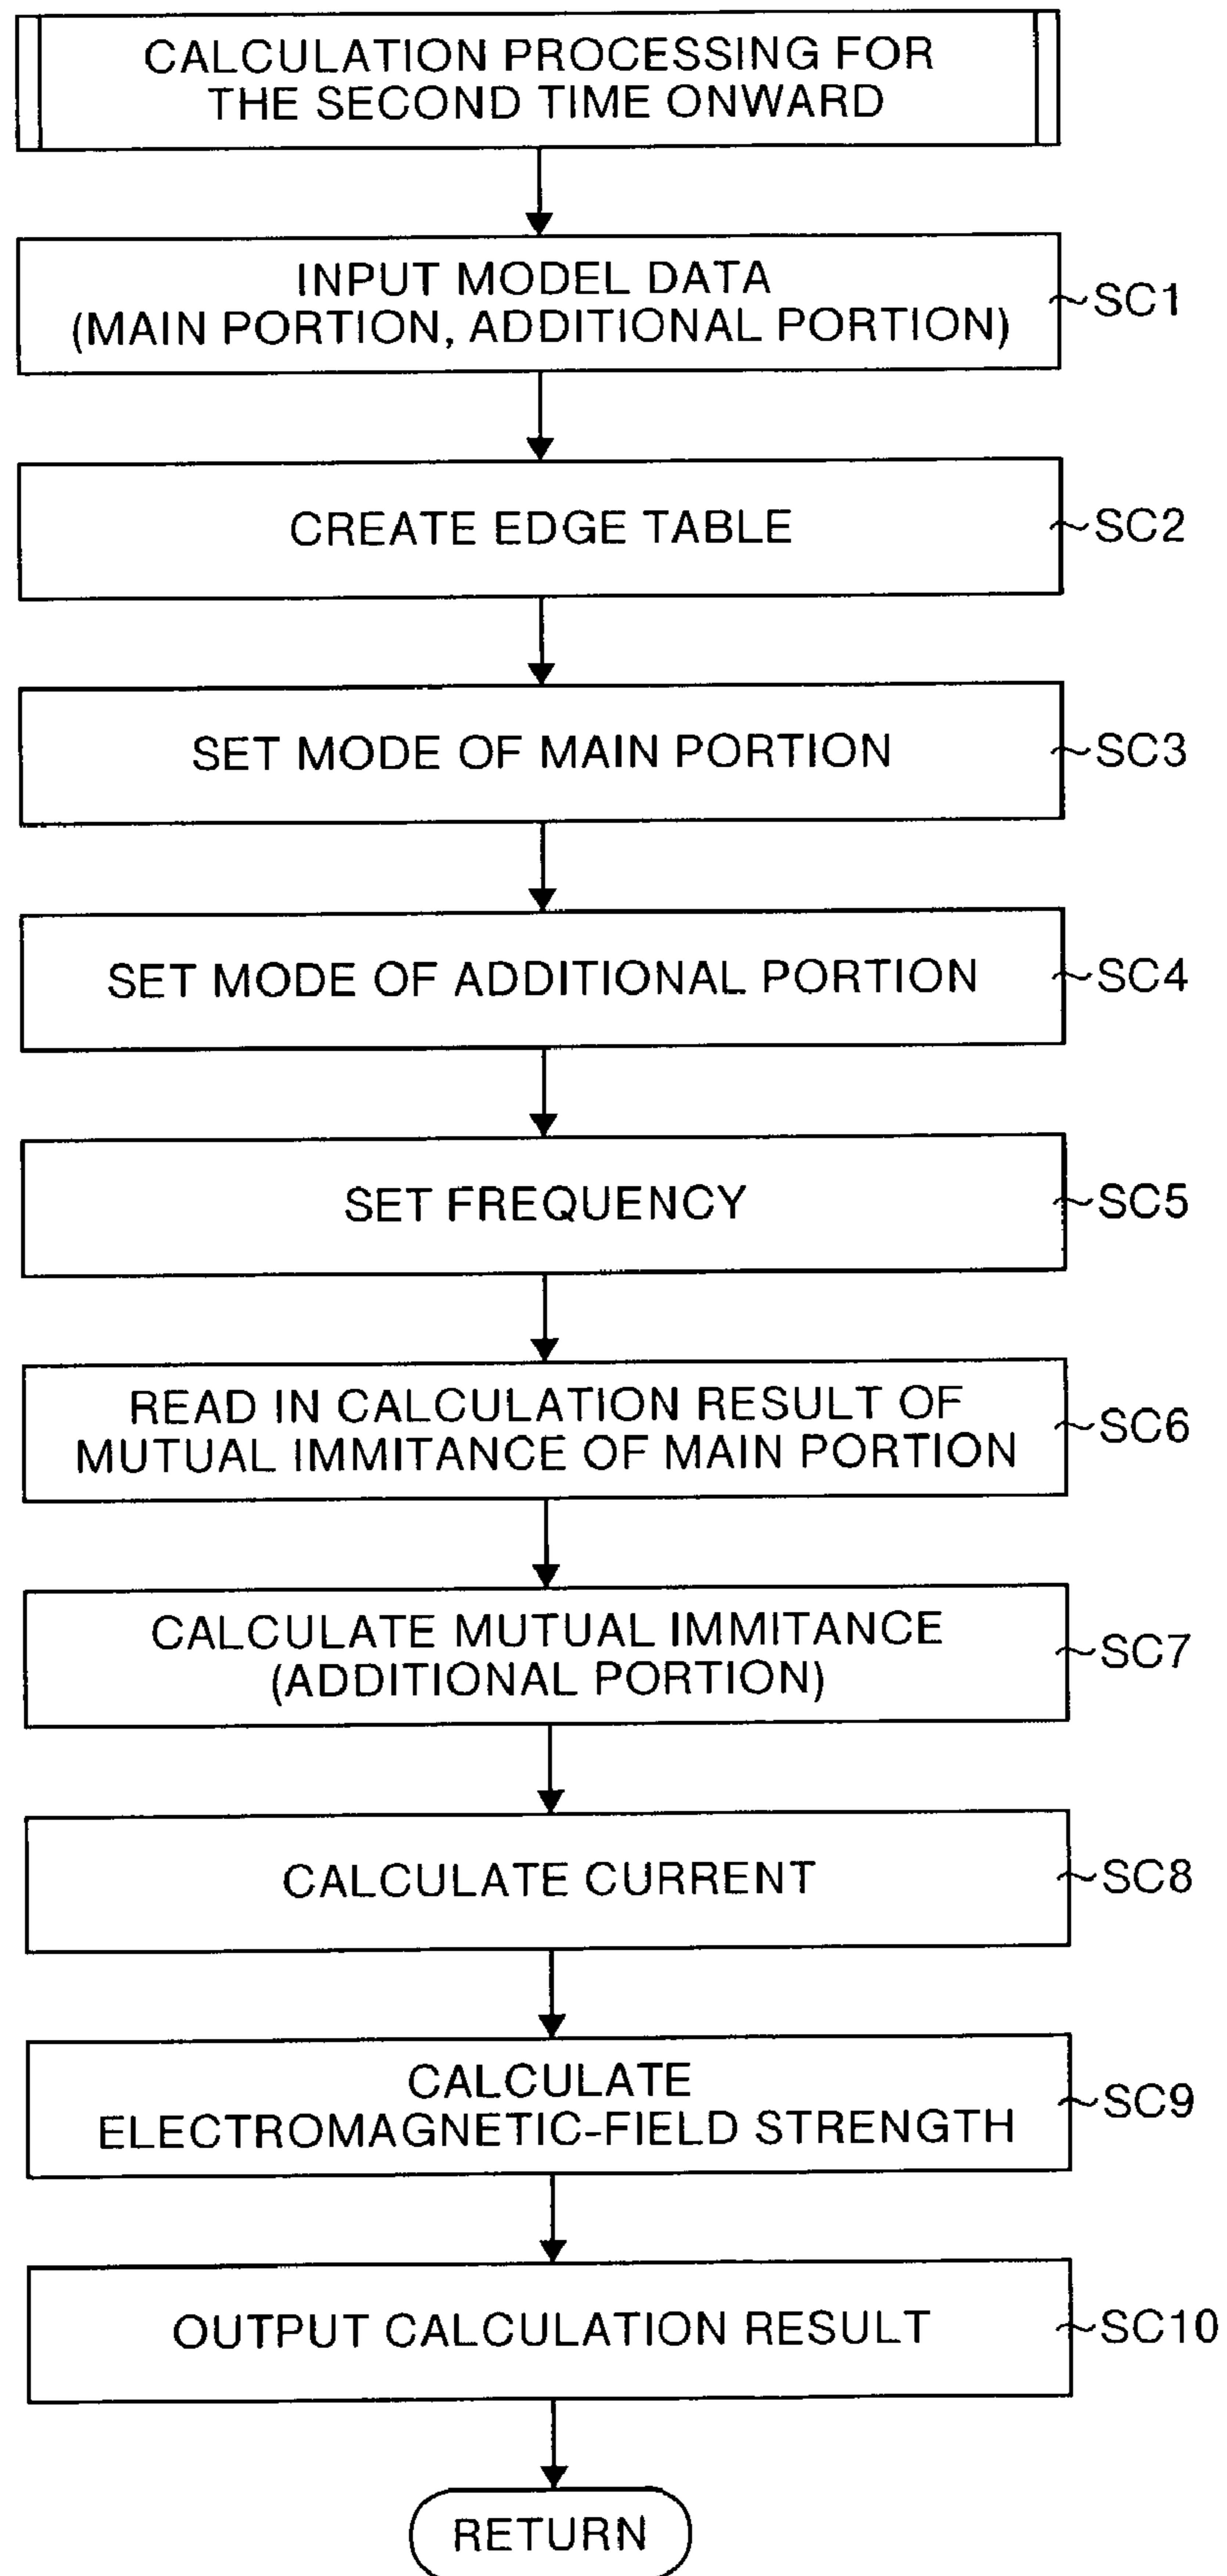 CALCULATION PROCESSING FOR
THE SECOND TIME ONWARD
INPUT MODEL DATA
(MAIN PORTION, ADDITIONAL PORTION)
SC1
CREATE EDGE TABLE
SC2
SET MODE OF MAIN PORTION
SC3
SET MODE OF ADDITIONAL PORTION
SC4
SET FREQUENCY
SC5
READ IN CALCULATION RESULT OF
MUTUAL IMMITANCE OF MAIN PORTION
SC6
CALCULATE MUTUAL IMMITANCE
(ADDITIONAL PORTION)
SC7
CALCULATE CURRENT
SC8
CALCULATE
ELECTROMAGNETIC-FIELD STRENGTH
SC9
OUTPUT CALCULATION RESULT
SC10
RETURN